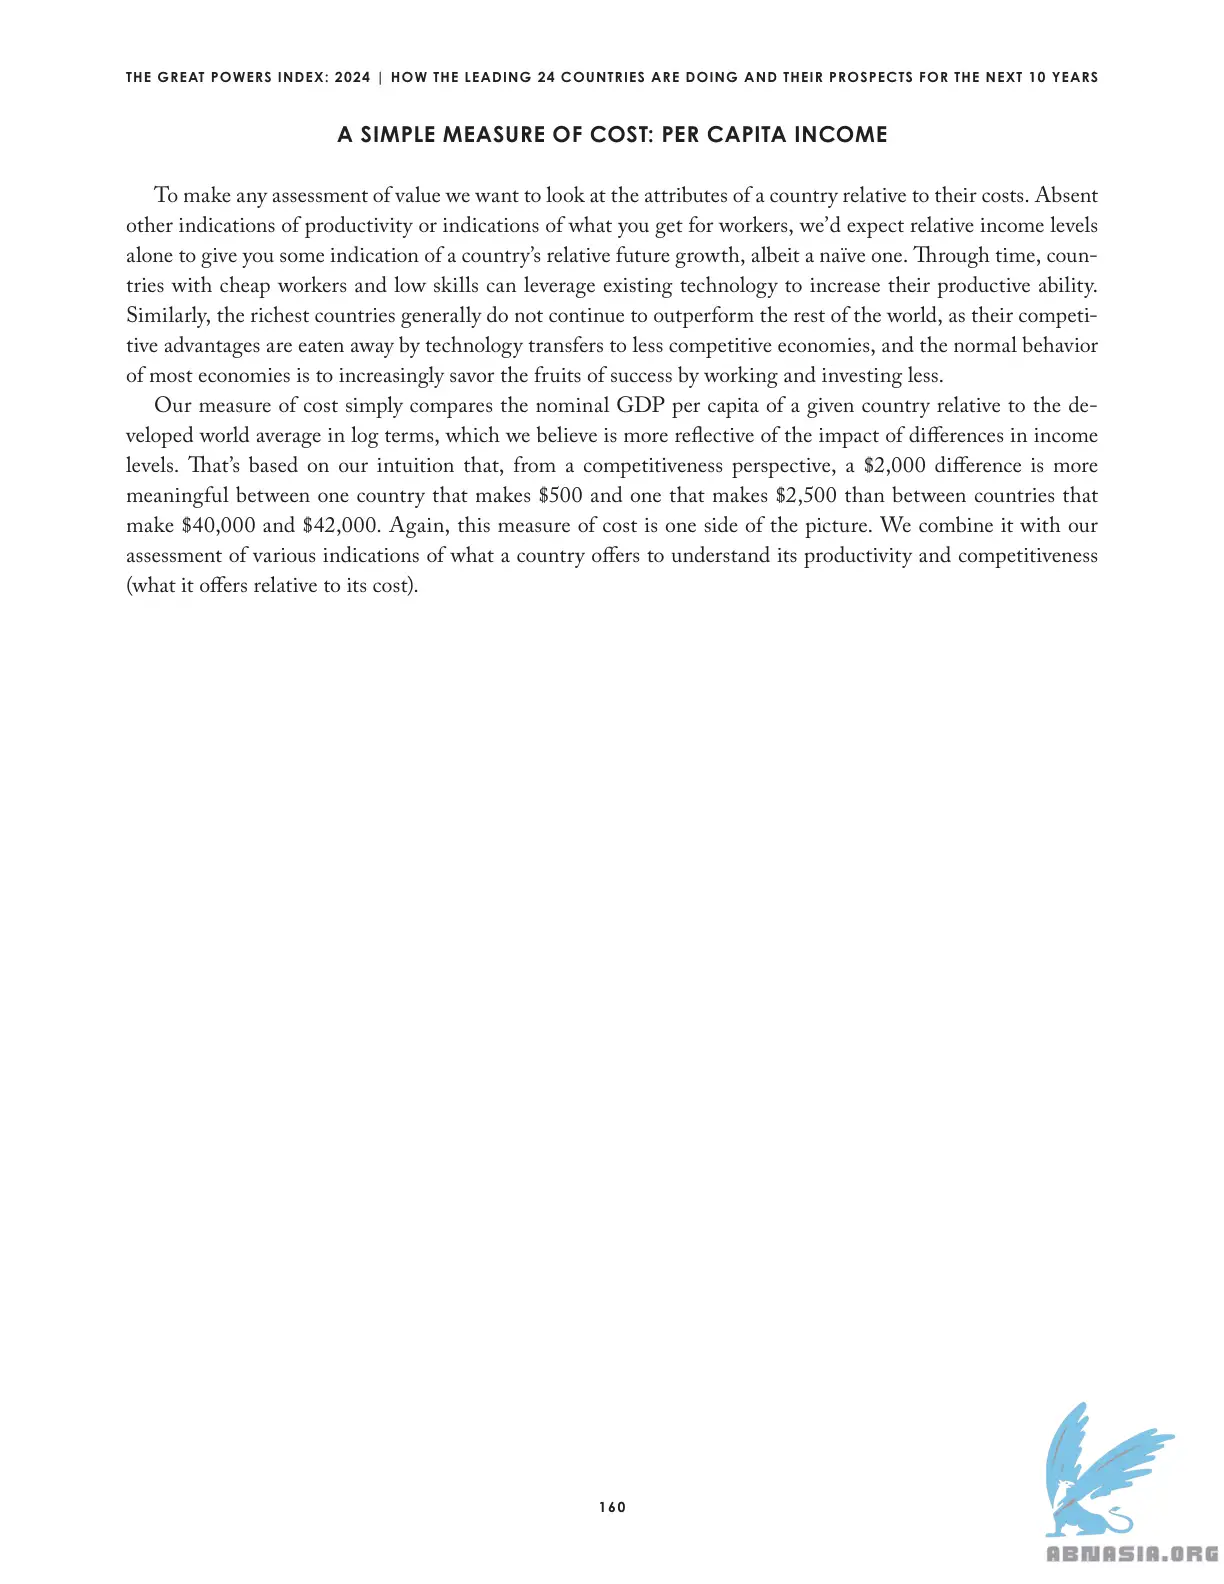 THE GREAT POWERS INDEX: 2024 | HOW THE LEADING 24 COUNTRIES ARE DOING AND THEIR PROSPECTS FOR THE NEXT 10 YEARS
A SIMPLE MEASURE OF COST: PER CAPITA INCOME
To make any assessment of value we want to look at the attributes of a country relative to their costs. Absent
other indications of productivity or indications of what you get for workers, we’d expect relative income levels
alone to give you some indication of a country’s relative future growth, albeit a naïve one. Through time, coun-
tries with cheap workers and low skills can leverage existing technology to increase their productive ability.
Similarly, the richest countries generally do not continue to outperform the rest of the world, as their competi-
tive advantages are eaten away by technology transfers to less competitive economies, and the normal behavior
of most economies is to increasingly savor the fruits of success by working and investing less.
Our measure of cost simply compares the nominal GDP per capita of a given country relative to the de-
veloped world average in log terms, which we believe is more reflective of the impact of differences in income
levels. That’s based on our intuition that, from a competitiveness perspective, a $2,000 difference is more
meaningful between one country that makes $500 and one that makes $2,500 than between countries that
make $40,000 and $42,000. Again, this measure of cost is one side of the picture. We combine it with our
assessment of various indications of what a country offers to understand its productivity and competitiveness
(what it offers relative to its cost).
160
ABNASIA.ORG